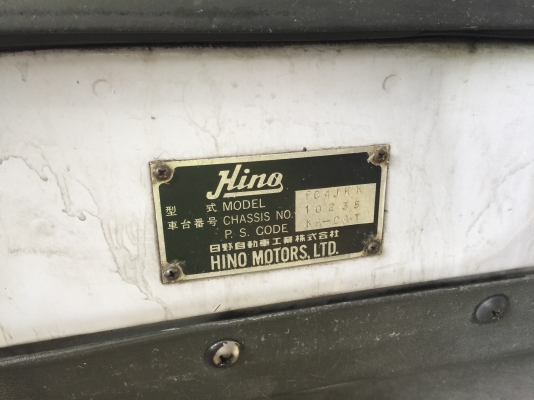 Hino
型 式 MODEL
車台番号 CHASSIS NO. 10238
P. S. CODE
日野自動車工業株式会社
HINO MOTORS, LTD.